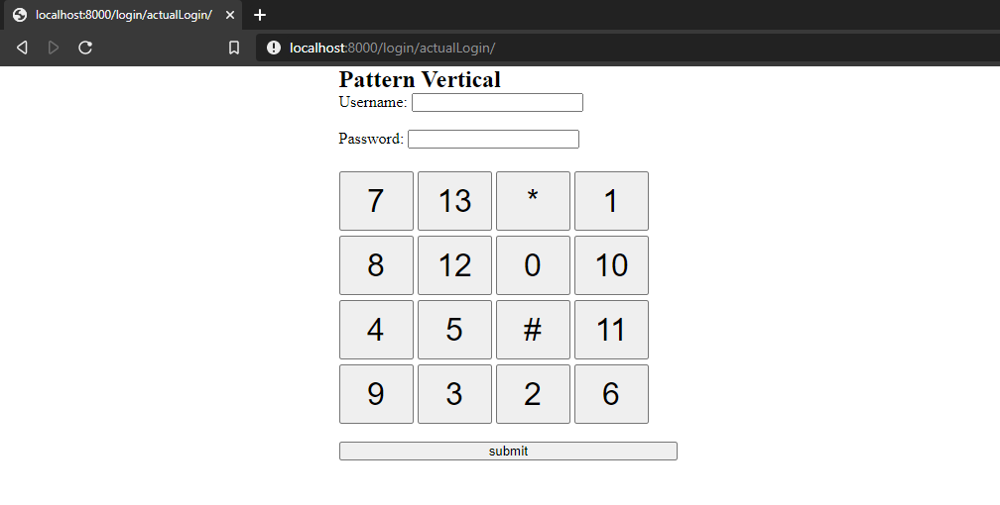 localhost:8000/login/actualLogin/
localhost:8000/login/actualLogin/
Pattern Vertical
Username:
Password:
7 13 * 1
8 12 0 10
4 5 # 11
9 3 2 6
submit